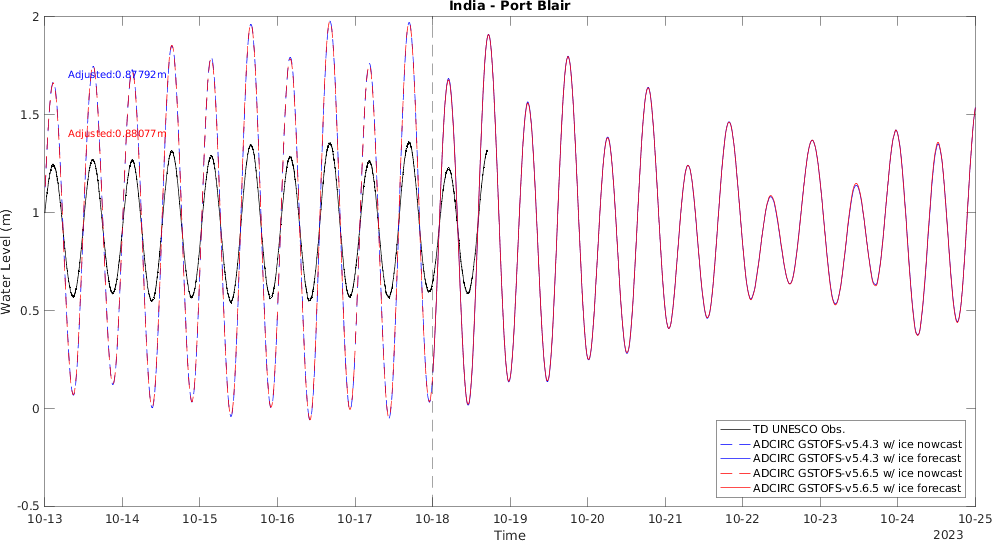 India - Port Blair
2
1.5
1
0.5
0
-0.5
Water Level (m)
Adjusted:0.87792m
Adjusted:0.88077m
TD UNESCO Obs.
ADCIRC GSTOFS-v5.4.3 w/ ice nowcast
ADCIRC GSTOFS-v5.4.3 w/ ice forecast
ADCIRC GSTOFS-v5.6.5 w/ ice nowcast
ADCIRC GSTOFS-v5.6.5 w/ ice forecast
10-13 10-14 10-15 10-16 10-17 10-18 10-19 10-20 10-21 10-22 10-23 10-24 10-25
Time
2023